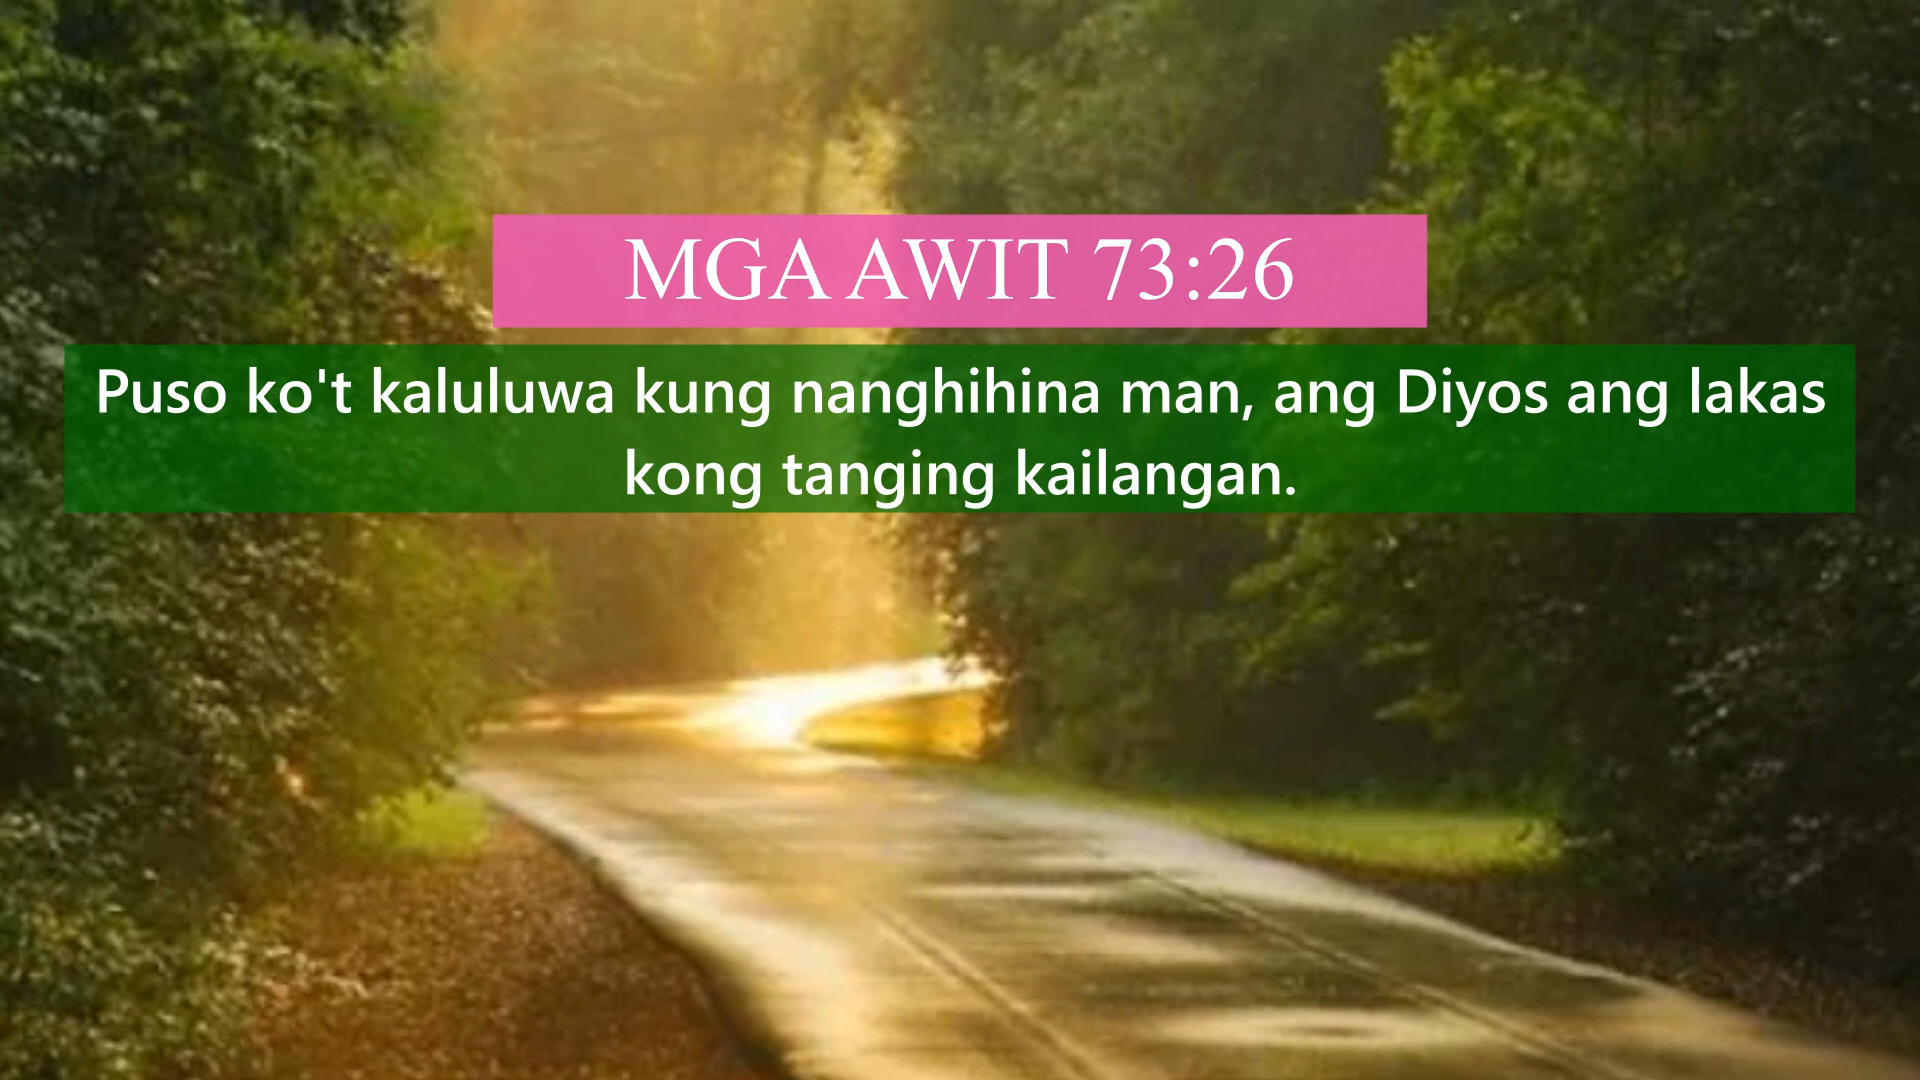 MGA AWIT 73:26
Puso ko't kaluluwa kung nanghihina man, ang Diyos ang lakas
kong tanging kailangan.